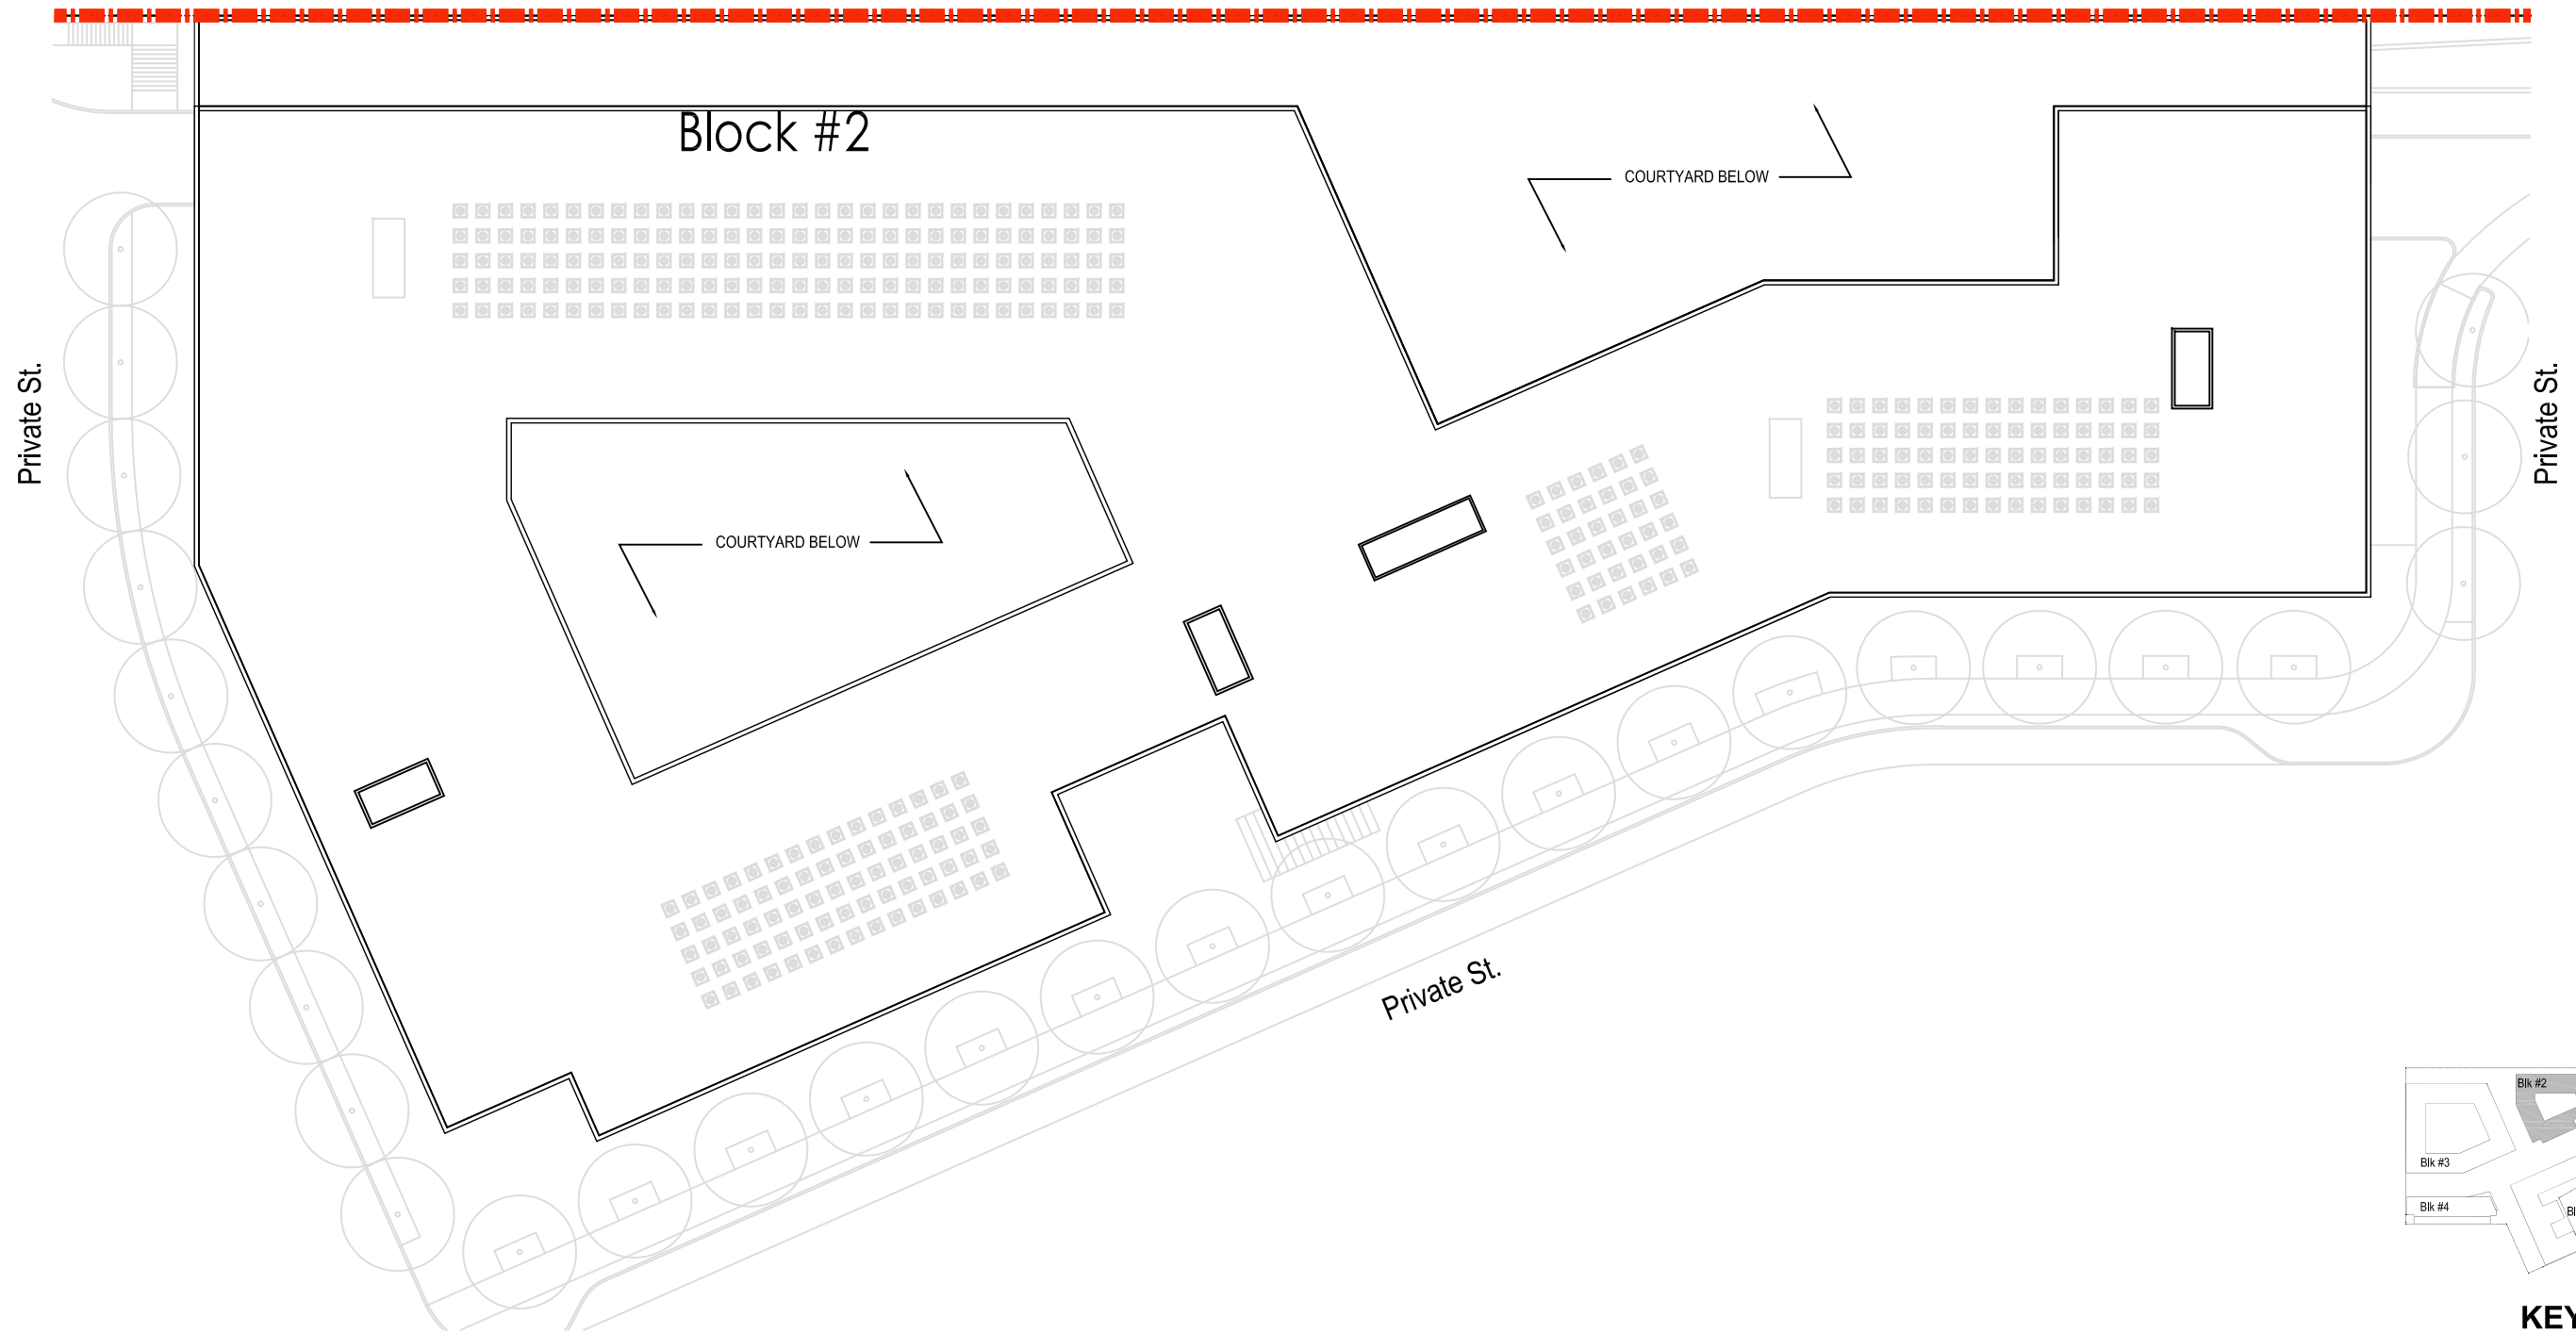 Block #2
COURTYARD BELOW
Private St.
Private St.
COURTYARD BELOW
Private St.
Blk #2
Blk #3
Blk #4
Bl
KEY